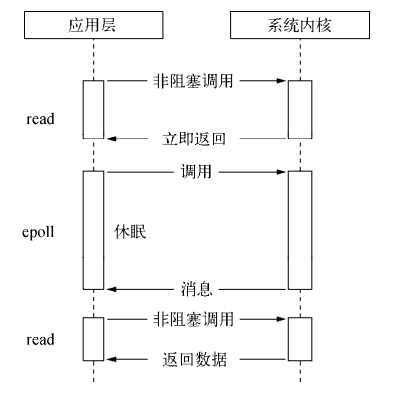 应用层 系统内核
非阻塞调用
read
立即返回
调用
epoll 休眠
消息
非阻塞调用
read
返回数据